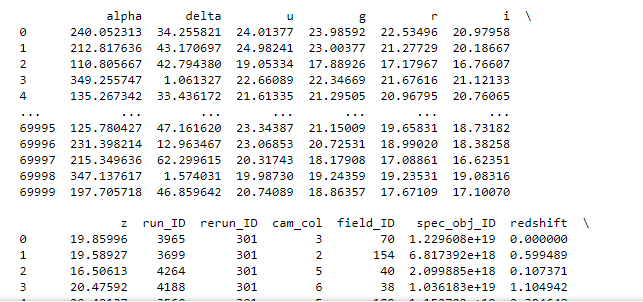 alpha delta u g r i \
0 240.052313 34.255821 24.01377 23.98592 22.53496 20.97958
1 212.817636 43.170697 24.98241 23.00377 21.27729 20.18667
2 110.805667 42.794380 19.05334 17.88926 17.17967 16.76607
3 349.255747 1.061327 22.66089 22.34669 21.67616 21.12133
4 135.267342 33.436172 21.61335 21.29505 20.96795 20.76065
... ... ... ... ... ... ...
69995 125.780427 47.161620 23.34387 21.15009 19.65831 18.73182
69996 231.398214 12.963467 23.06853 20.72531 18.99020 18.38258
69997 215.349636 62.299615 20.31743 18.17908 17.08861 16.62351
69998 347.137617 1.574031 19.98730 19.24359 19.23531 19.08316
69999 197.705718 46.859642 20.74089 18.86357 17.67109 17.10070
z run_ID rerun_ID cam_col field_ID spec_obj_ID redshift \
0 19.85996 3965 301 3 70 1.229608e+19 0.000000
1 19.58927 3699 301 2 154 6.817392e+18 0.599489
2 16.50613 4264 301 5 40 2.099885e+18 0.107371
3 20.47592 4188 301 6 38 1.036183e+19 1.104942